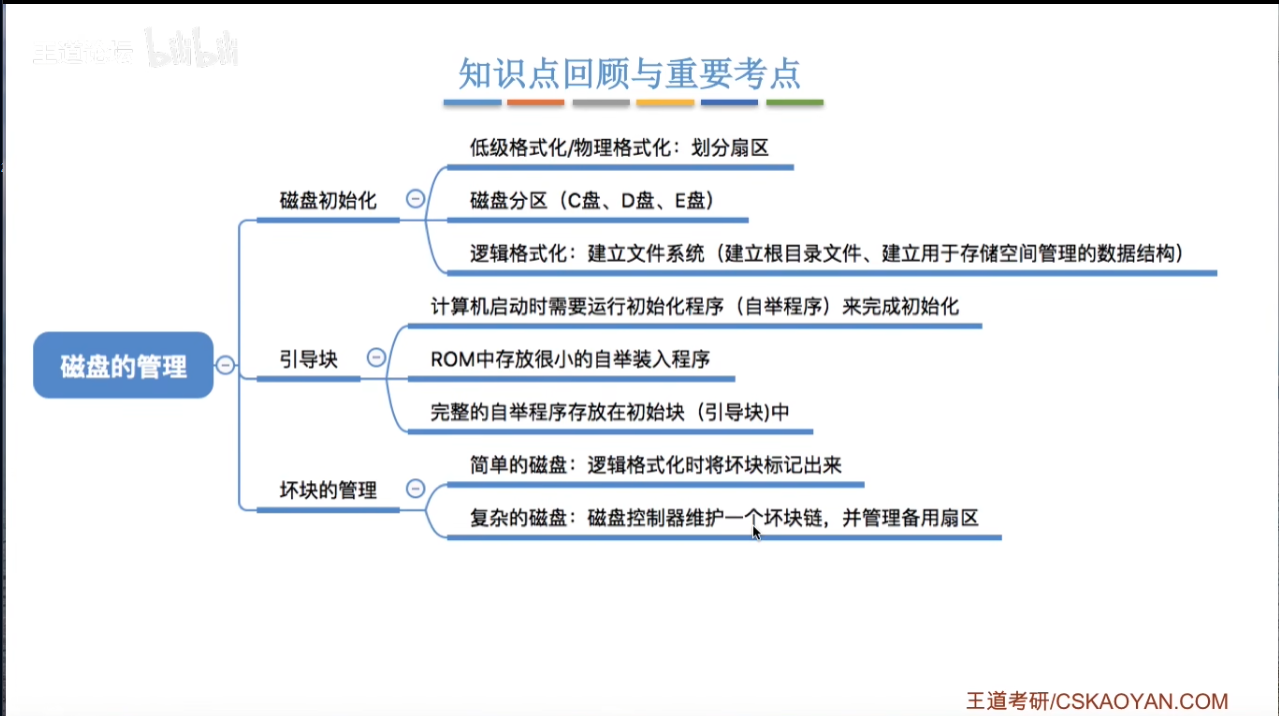 王道论坛 bilibili
知识点回顾与重要考点
低级格式化/物理格式化：划分扇区
磁盘初始化
磁盘分区（C盘、D盘、E盘）
逻辑格式化：建立文件系统（建立根目录文件、建立用于存储空间管理的数据结构）
计算机启动时需要运行初始化程序（自举程序）来完成初始化
磁盘的管理
引导块
ROM中存放很小的自举装入程序
完整的自举程序存放在初始块（引导块)中
简单的磁盘：逻辑格式化时将坏块标记出来
坏块的管理
复杂的磁盘：磁盘控制器维护一个坏块链，并管理备用扇区
王道考研/CSKAOYAN.COM